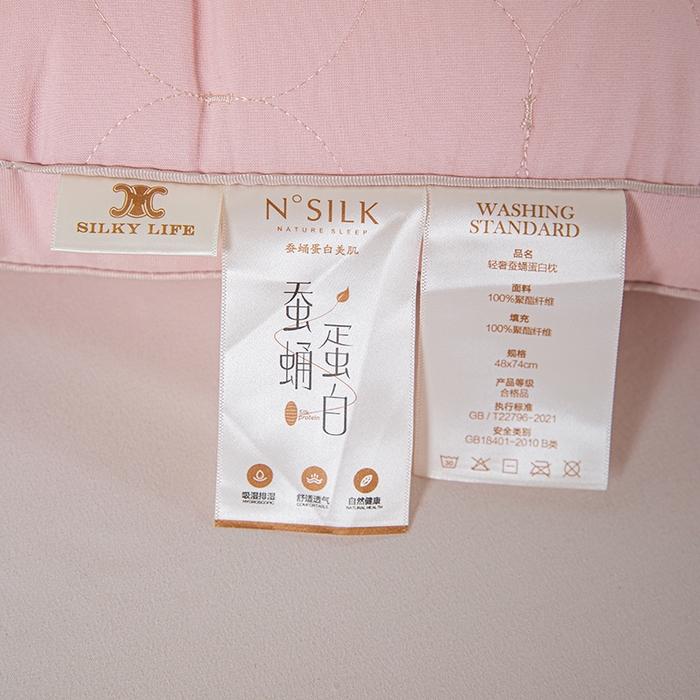 SILKY LIFE
N°SILK
NATURE SLEEP
蚕蛹蛋白美肌
蚕蛹
蛋白
Silk
protein
吸湿排湿
HYGROSCOPIC
舒适透气
COMFORTABLE
自然健康
NATURAL HEALTH
WASHING
STANDARD
品名
轻奢蚕蛹蛋白枕
面料
100%聚酯纤维
填充
100%聚酯纤维
规格
48x74cm
产品等级
合格品
执行标准
GB / T22796-2021
安全类别
GB18401-2010 B类
30